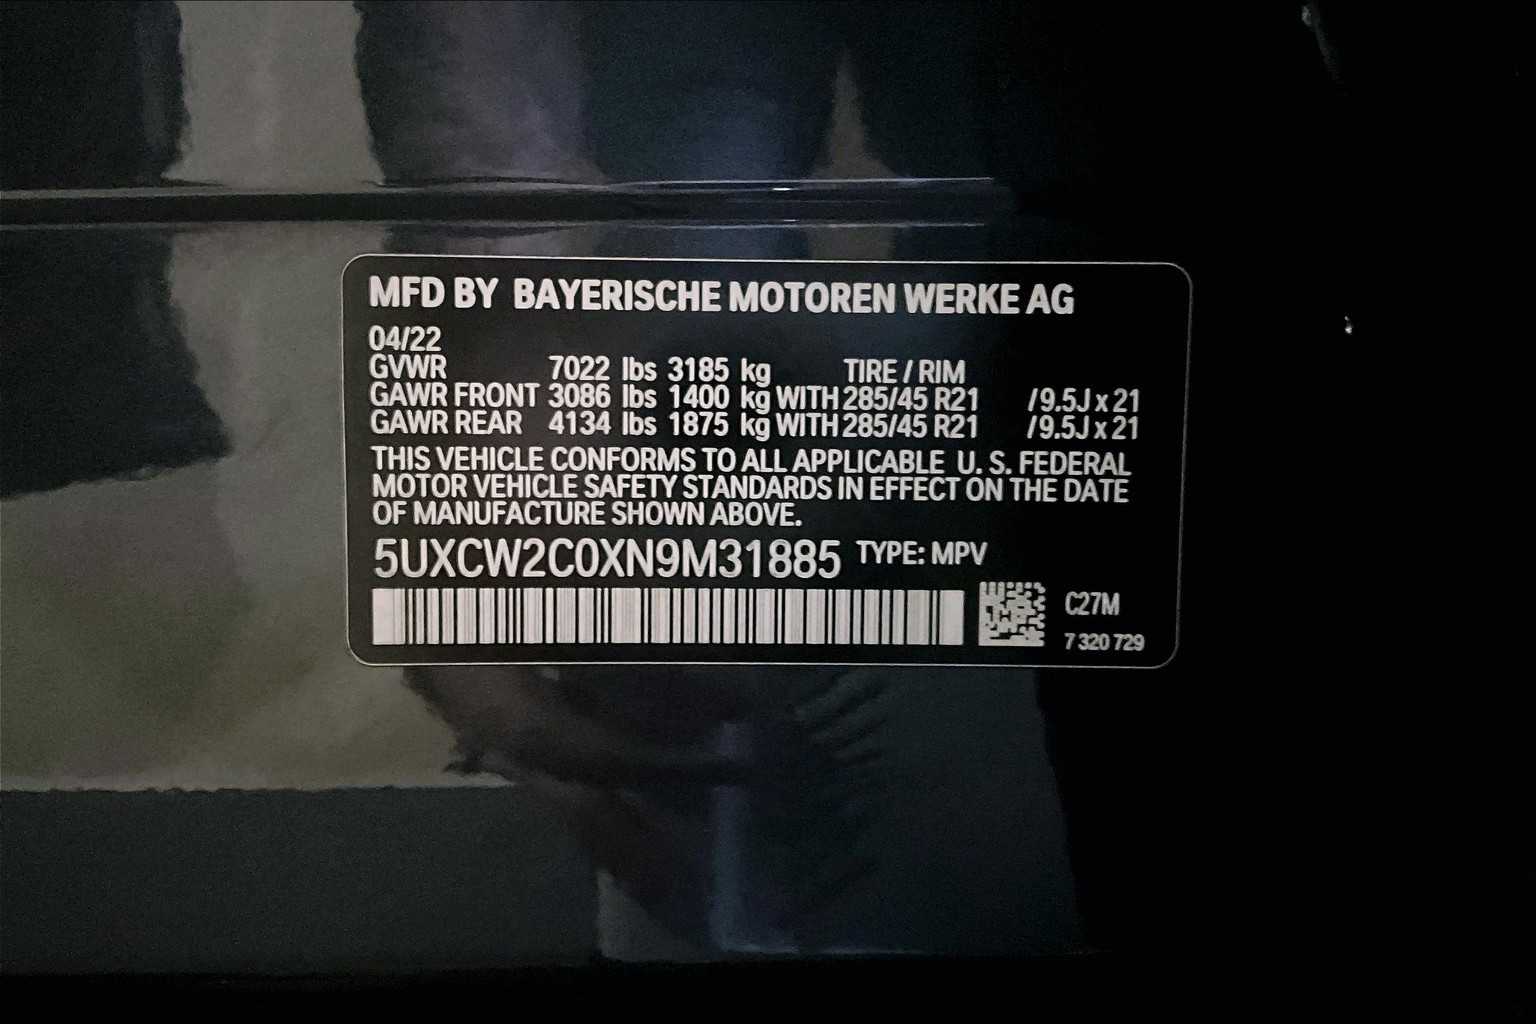 MFD BY BAYERISCHE MOTOREN WERKE AG
04/22
GVWR 7022 lbs 3185 kg TIRE / RIM
GAWR FRONT 3086 lbs 1400 kg WITH 285/45 R21 /9.5J x 21
GAWR REAR 4134 lbs 1875 kg WITH 285/45 R21 /9.5J x 21
THIS VEHICLE CONFORMS TO ALL APPLICABLE U. S. FEDERAL
MOTOR VEHICLE SAFETY STANDARDS IN EFFECT ON THE DATE
OF MANUFACTURE SHOWN ABOVE.
5UXCW2C0XN9M31885 TYPE: MPV
C27M
7 320 729